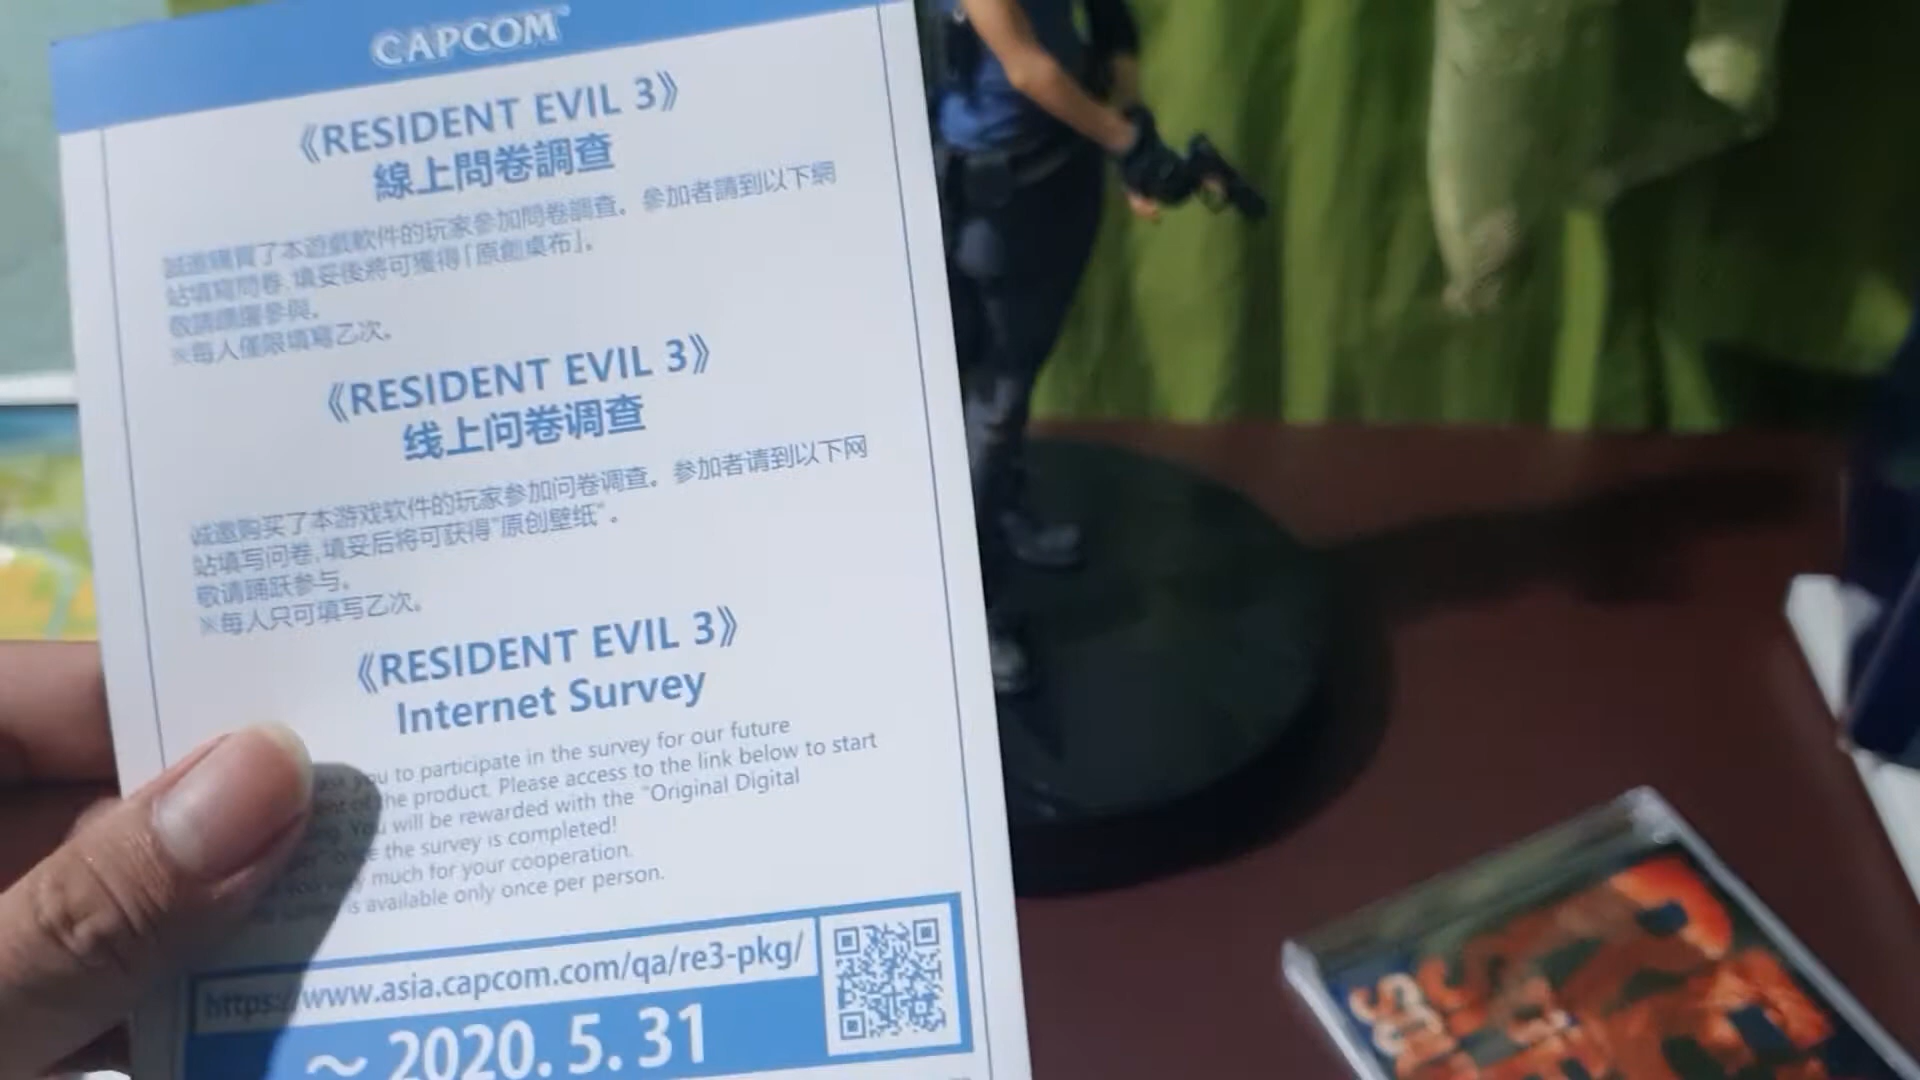 CAPCOM
《RESIDENT EVIL 3》
線上問卷調查
誠邀購買了本遊戲軟件的玩家參加問卷調查。參加者請到以下網
站填寫問卷,填妥後將可獲得「原創桌布」。
敬請踴躍參與。
※每人僅限填寫乙次。
《RESIDENT EVIL 3》
线上问卷调查
诚邀购买了本游戏软件的玩家参加问卷调查。参加者请到以下网
站填写问卷,填妥后将可获得“原创壁纸”。
敬请踊跃参与。
※每人只可填写乙次。
《RESIDENT EVIL 3》
Internet Survey
you to participate in the survey for our future
of the product. Please access to the link below to start
You will be rewarded with the "Original Digital
the survey is completed!
much for your cooperation.
is available only once per person.
https://www.asia.capcom.com/qa/re3-pkg/
～2020. 5. 31